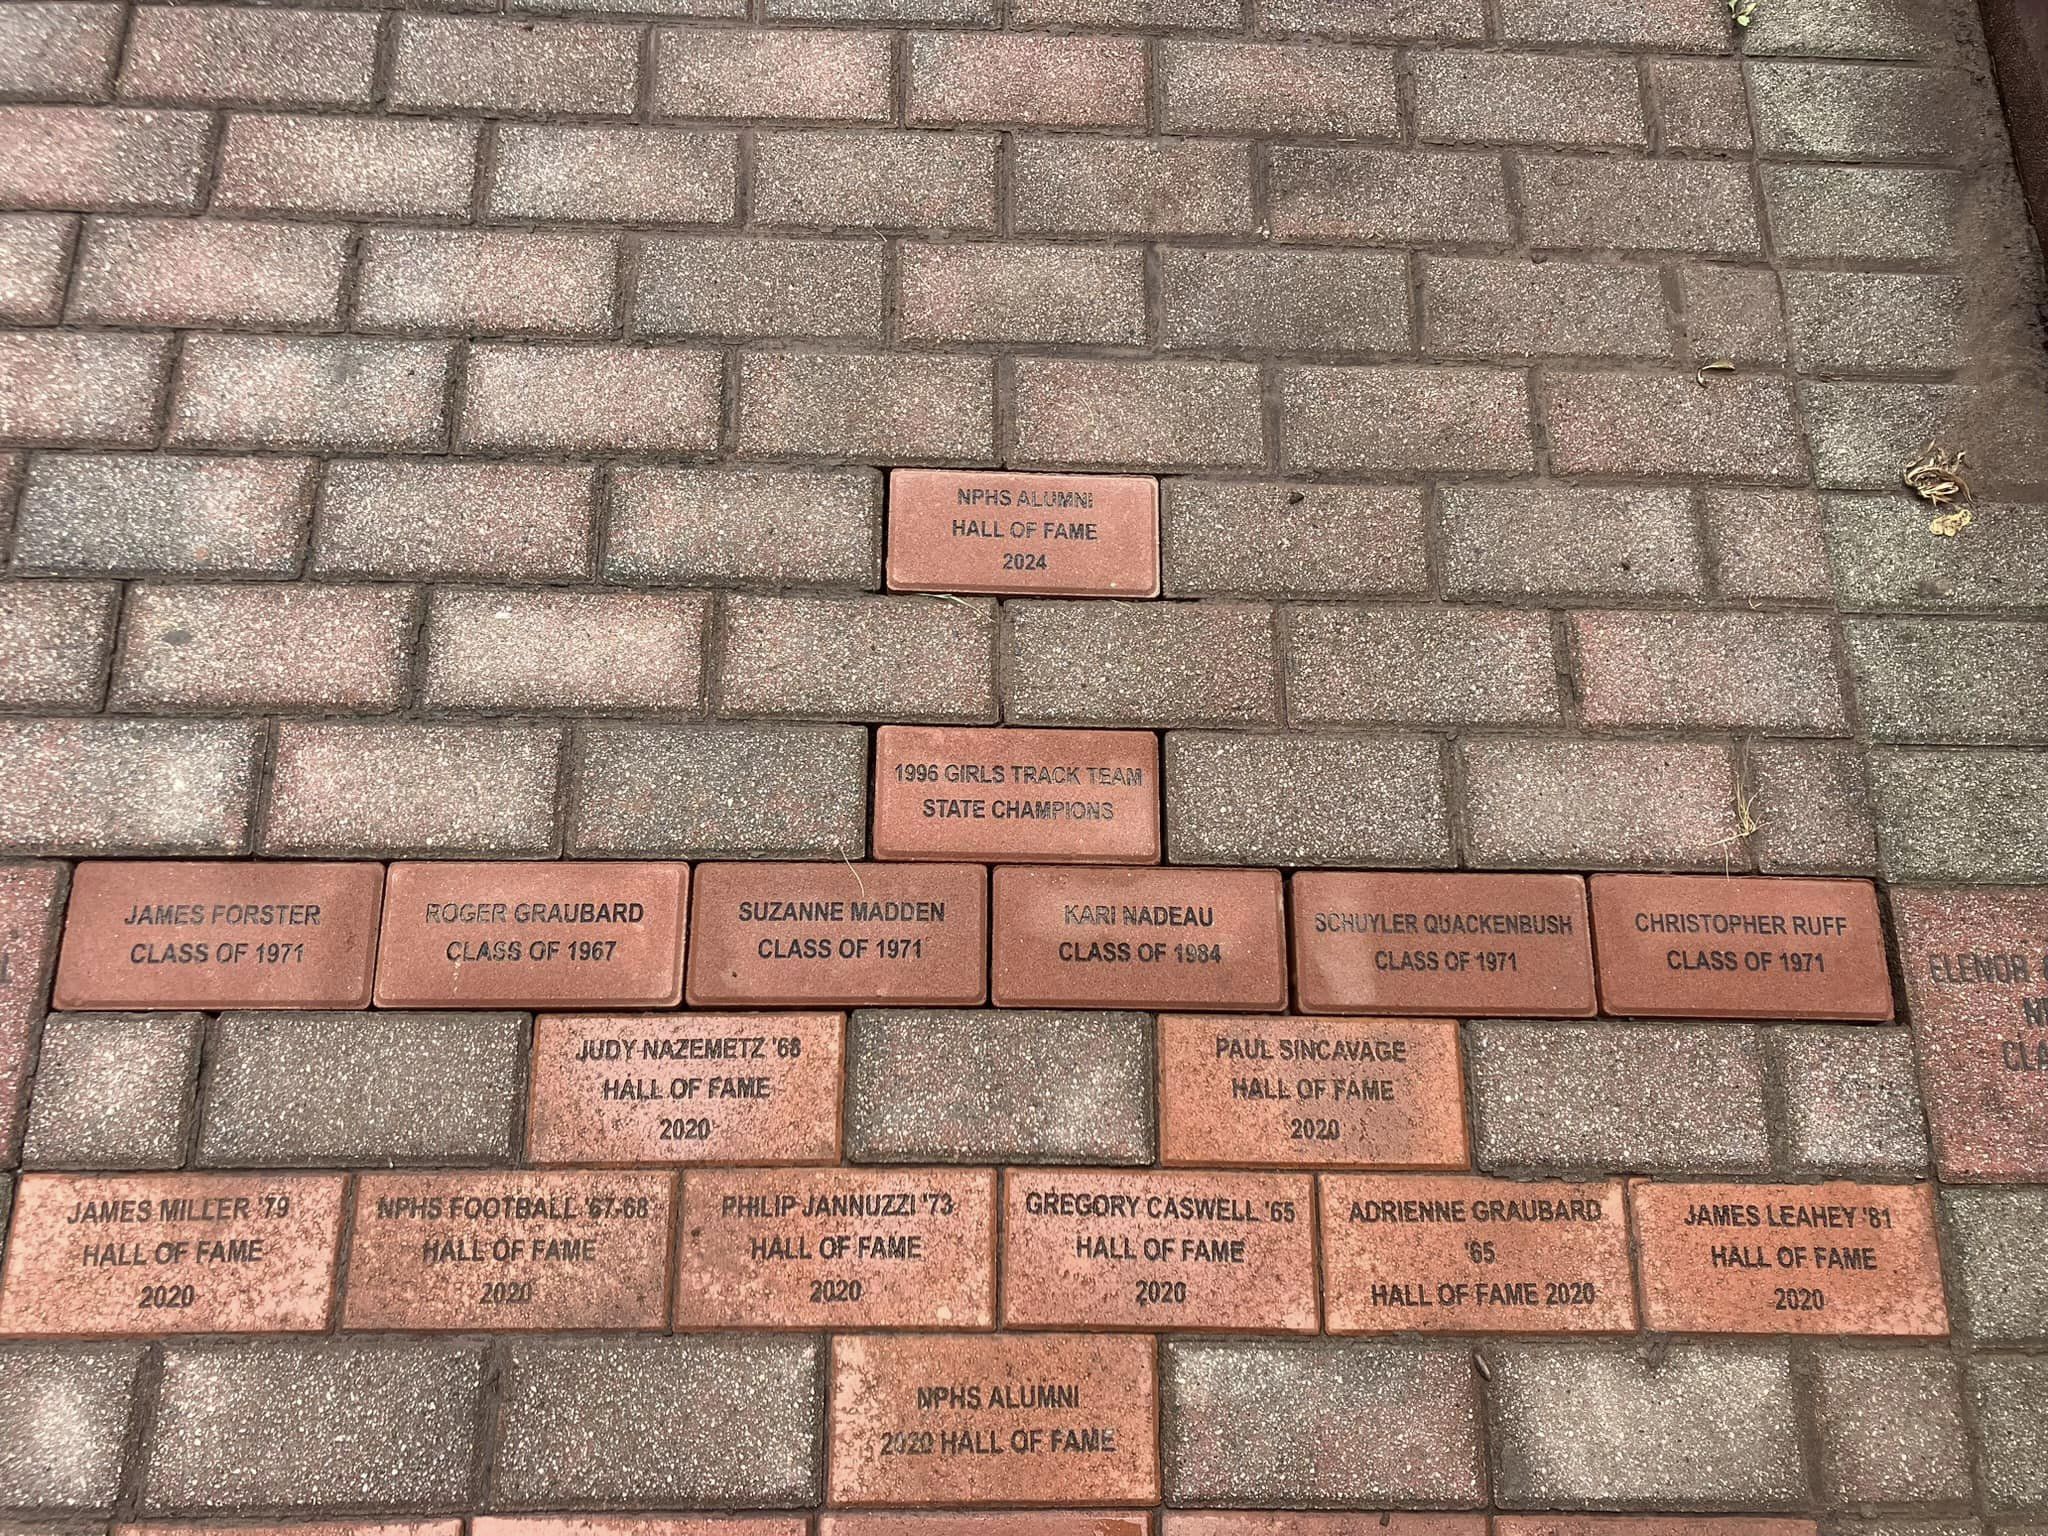 NPHS ALUMNI
HALL OF FAME
2024
1996 GIRLS TRACK TEAM
STATE CHAMPIONS
JAMES FORSTER
CLASS OF 1971
ROGER GRAUBARD
CLASS OF 1967
SUZANNE MADDEN
CLASS OF 1971
KARI NADEAU
CLASS OF 1984
SCHUYLER QUACKENBUSH
CLASS OF 1971
CHRISTOPHER RUFF
CLASS OF 1971
ELENOR
JUDY NAZEMETZ '68
HALL OF FAME
2020
PAUL SINCAVAGE
HALL OF FAME
2020
JAMES MILLER '79
HALL OF FAME
2020
NPHS FOOTBALL '67-68
HALL OF FAME
2020
PHILIP JANNUZZI '73
HALL OF FAME
2020
GREGORY CASWELL '65
HALL OF FAME
2020
ADRIENNE GRAUBARD
'65
HALL OF FAME 2020
JAMES LEAHEY '81
HALL OF FAME
2020
NPHS ALUMNI
2020 HALL OF FAME